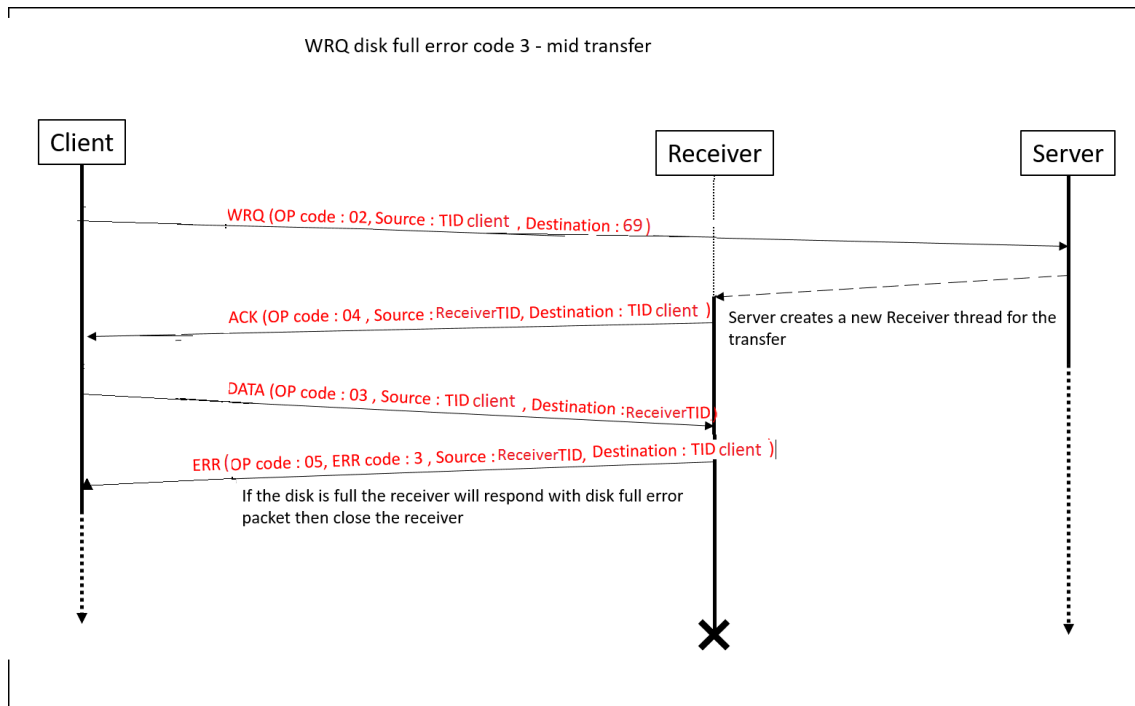 WRQ disk full error code 3 - mid transfer
Client
Receiver
Server
WRQ (OP code : 02, Source : TID client , Destination : 69)
ACK (OP code : 04 , Source : ReceiverTID, Destination : TID client )
Server creates a new Receiver thread for the
transfer
DATA (OP code : 03 , Source : TID client , Destination :ReceiverTID)
ERR (OP code : 05, ERR code : 3 , Source : ReceiverTID, Destination : TID client )
If the disk is full the receiver will respond with disk full error
packet then close the receiver